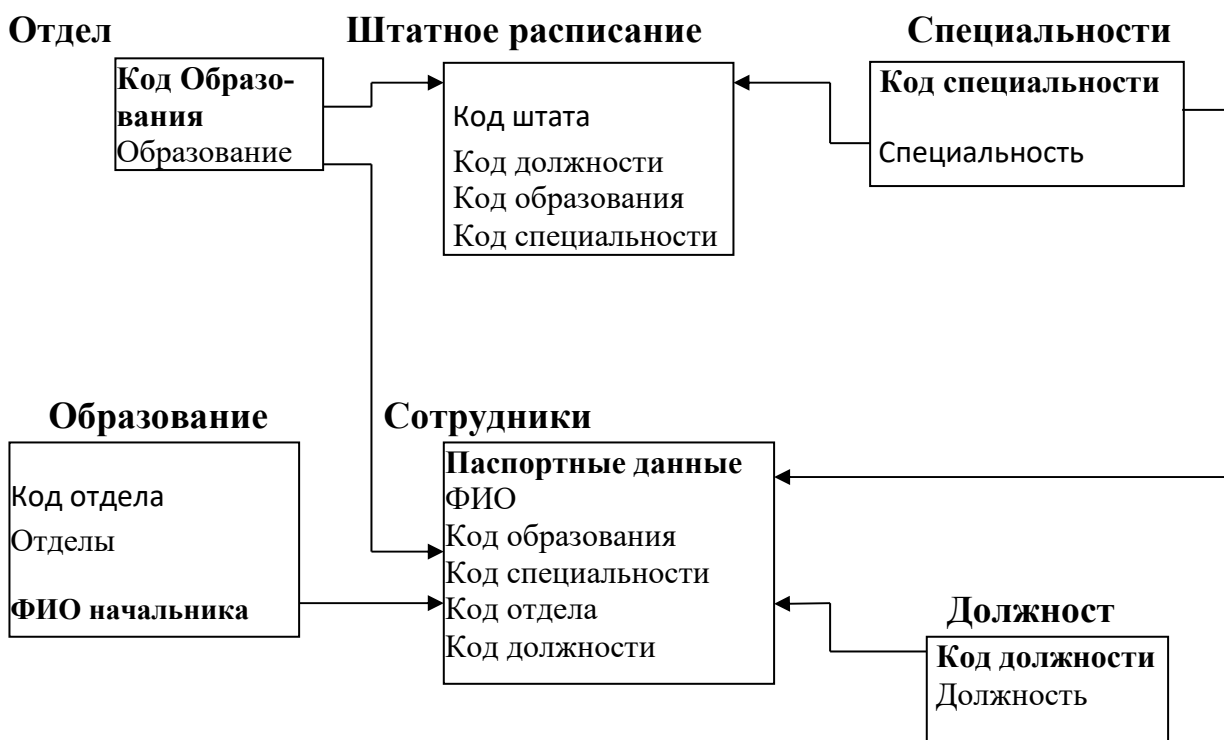 Отдел
Штатное расписание
Специальности
Код Образо-
вания
Образование
Код штата
Код должности
Код образования
Код специальности
Код специальности
Специальность
Образование
Сотрудники
Код отдела
Отделы
ФИО начальника
Паспортные данные
ФИО
Код образования
Код специальности
Код отдела
Код должности
Должност
Код должности
Должность